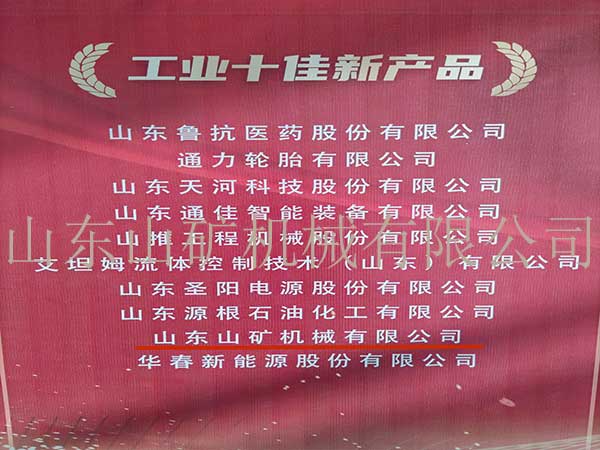 工业十佳新产品
山东鲁抗医药股份有限公司
通力轮胎有限公司
山东天河科技股份有限公司
山东通佳智能装备有限公司
山推工程机械股份有限公司
山东山矿机械有限公司
艾坦姆流体控制技术（山东）有限公司
山东圣阳电源股份有限公司
山东源根石油化工有限公司
山东山矿机械有限公司
华春新能源股份有限公司